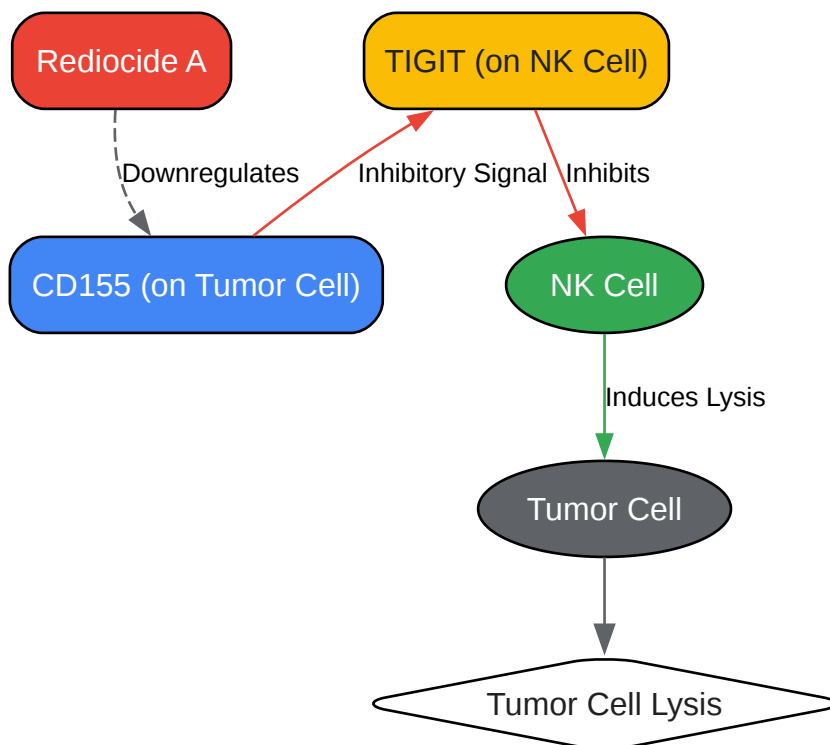 Rediocide A
TIGIT (on NK Cell)
Downregulates
Inhibitory Signal
Inhibits
CD155 (on Tumor Cell)
NK Cell
Induces Lysis
Tumor Cell
Tumor Cell Lysis